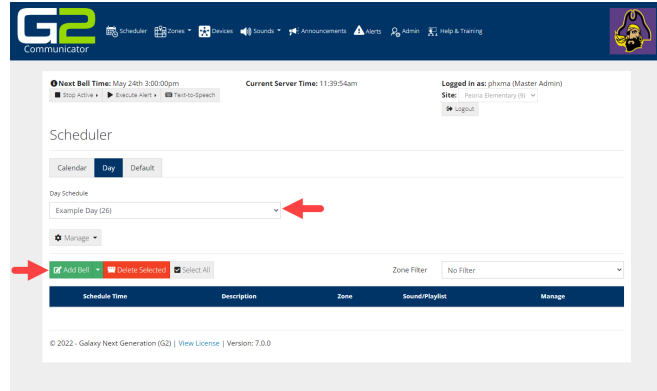 G2
Communicator
Scheduler Zones Devices Sounds Announcements Alerts Admin Help & Training
Next Bell Time: May 24th 3:00:00pm Current Server Time: 11:39:54am Logged in as: phxma (Master Admin)
Stop Active Execute Alert Text-to-Speech Site: Peoria Elementary (9)
Logout
Scheduler
Calendar Day Default
Day Schedule
Example Day (26)
Manage
Add Bell Delete Selected Select All Zone Filter No Filter
Schedule Time Description Zone Sound/Playlist Manage
© 2022 - Galaxy Next Generation (G2) | View License | Version: 7.0.0